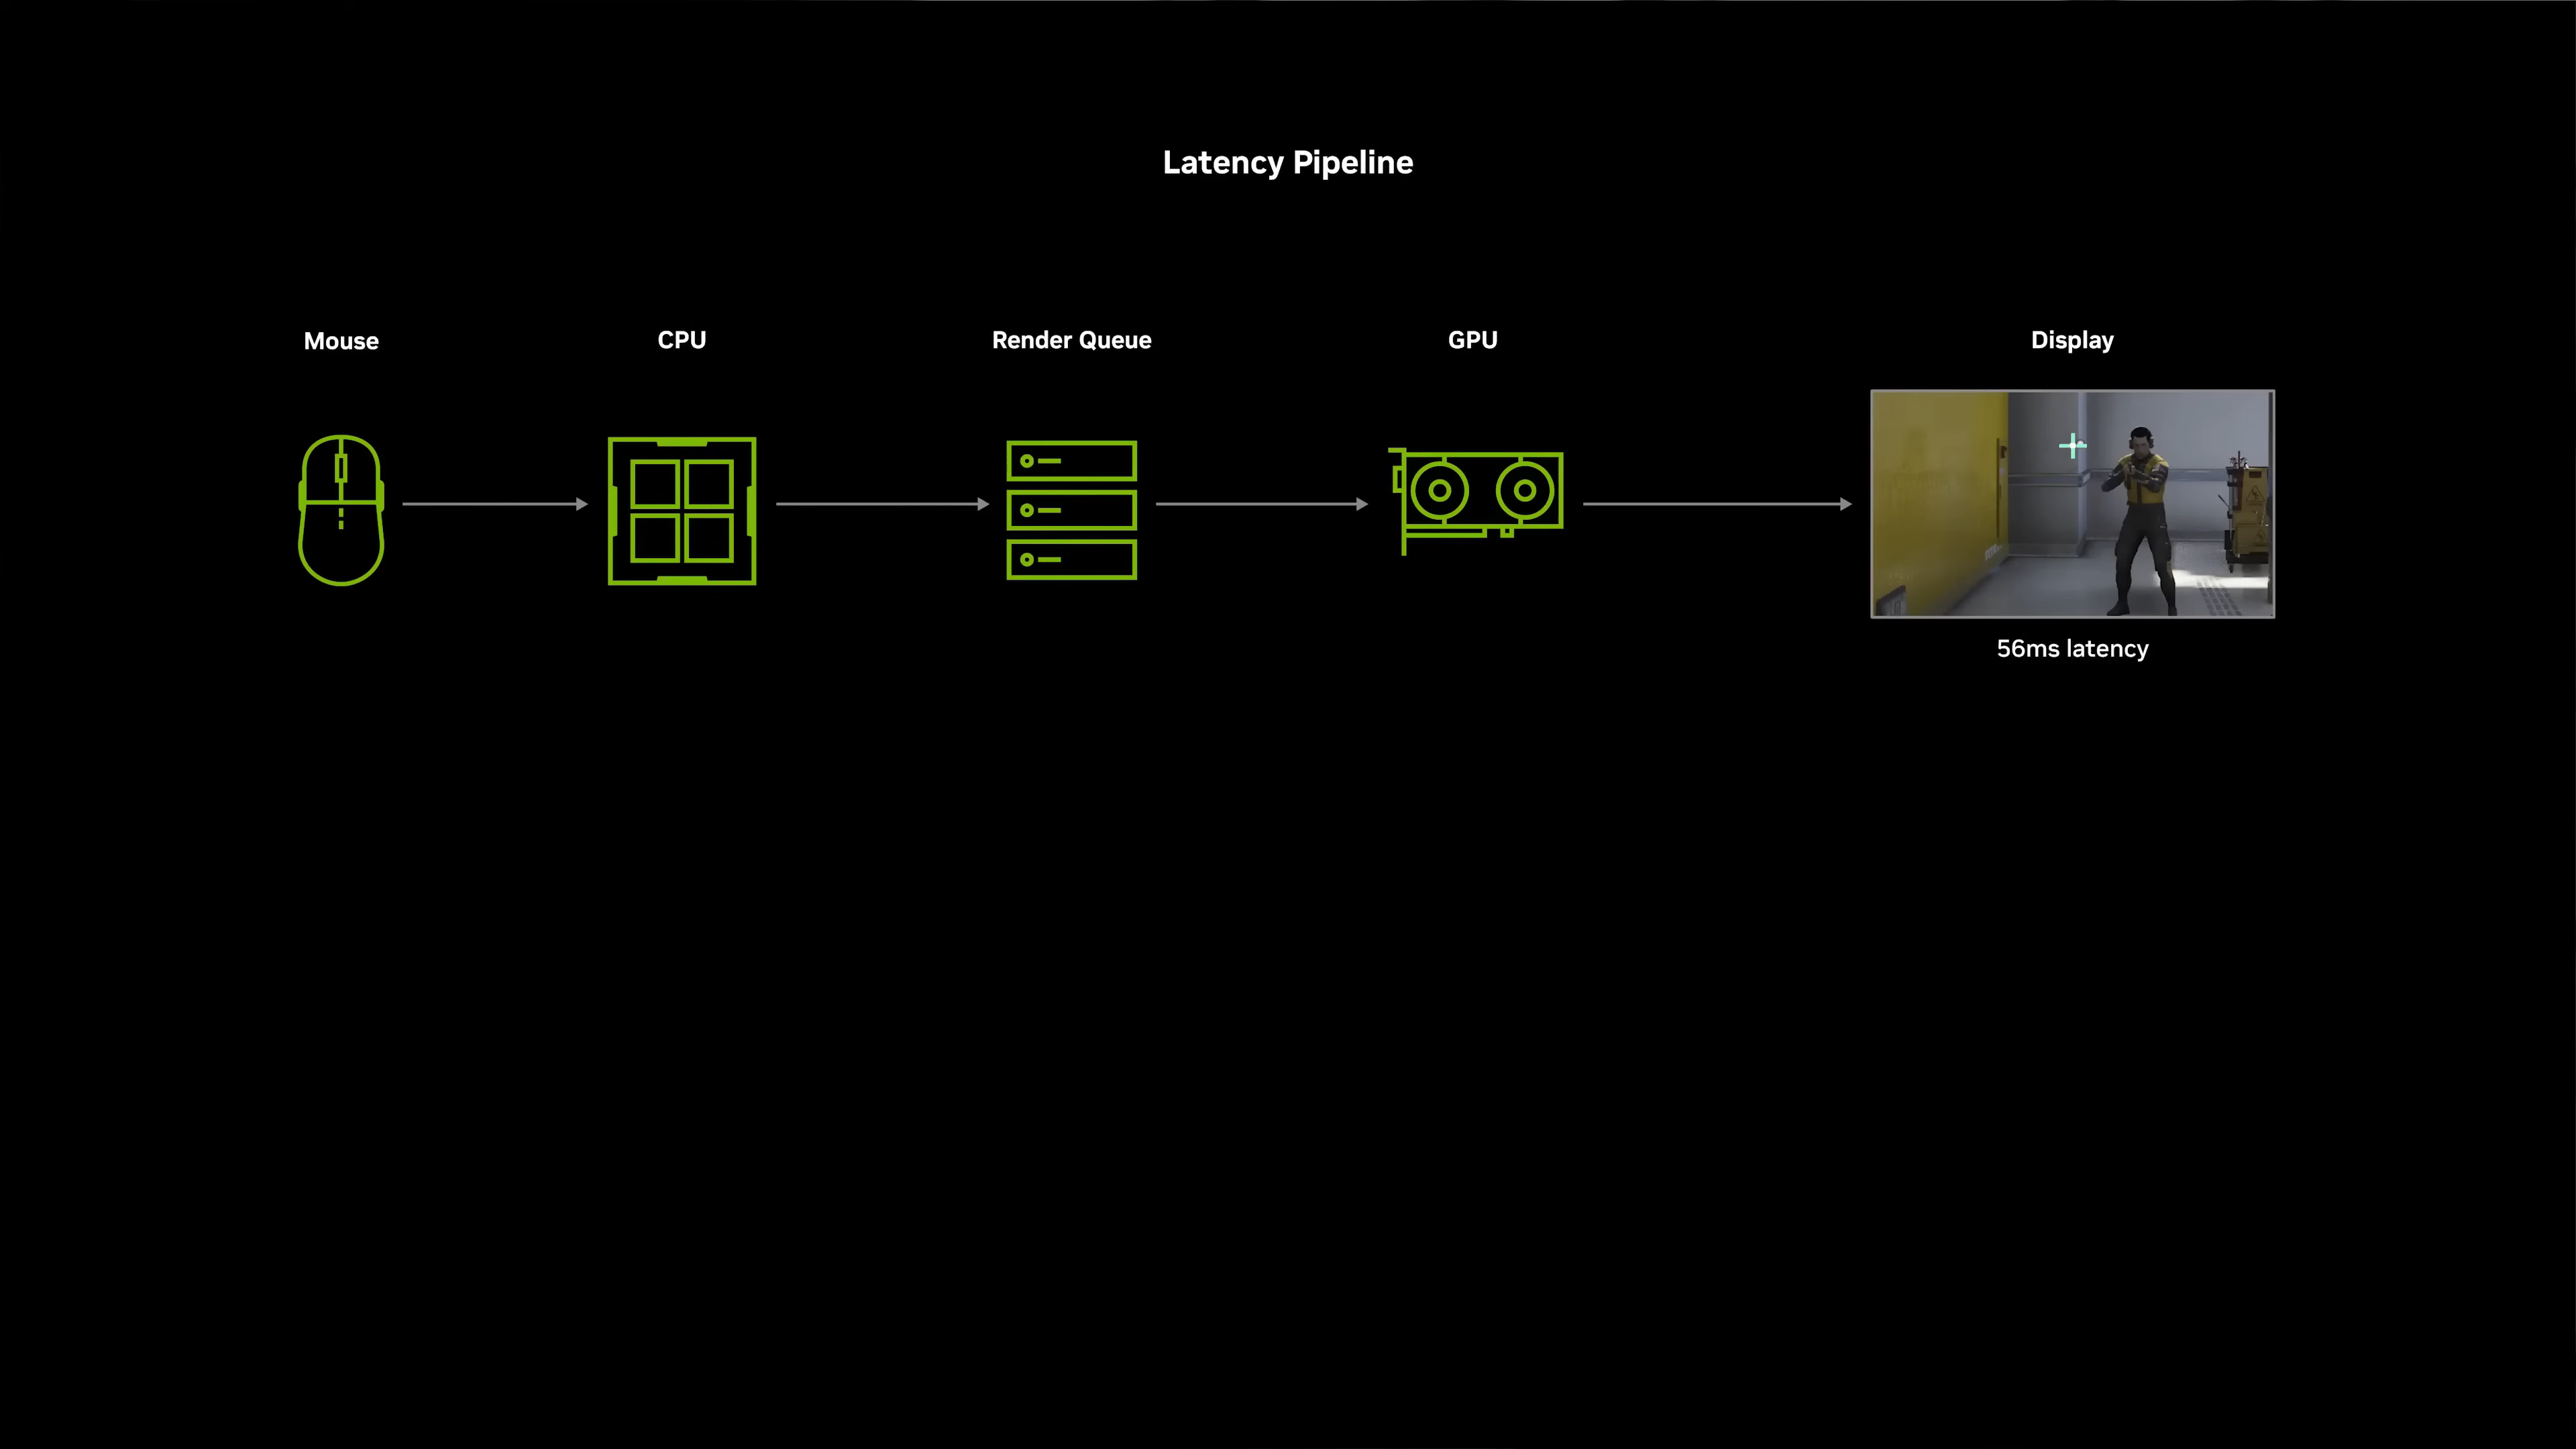 Latency Pipeline
Mouse
CPU
Render Queue
GPU
Display
56ms latency